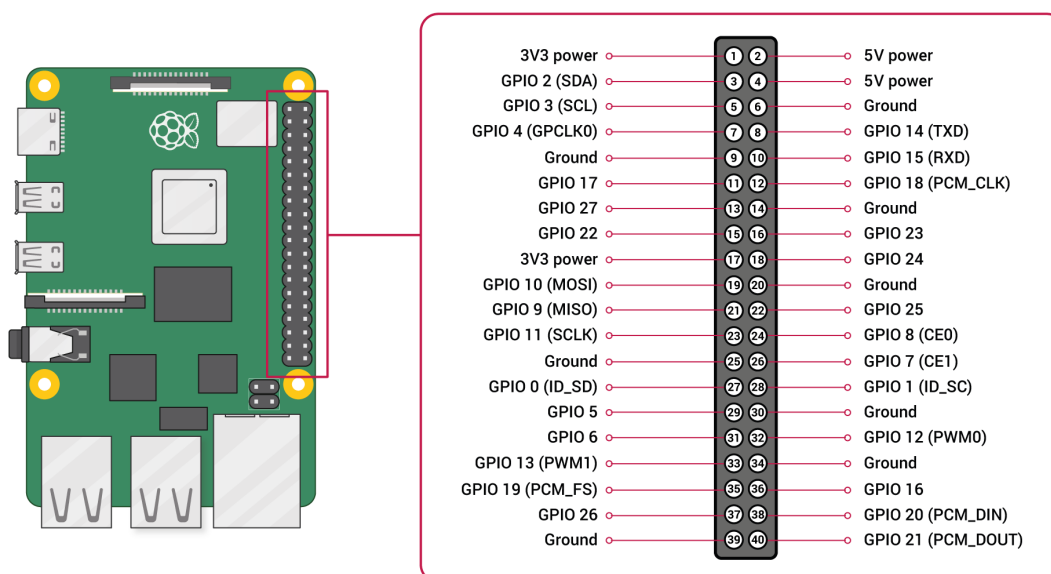 3V3 power 1 2 5V power
GPIO 2 (SDA) 3 4 5V power
GPIO 3 (SCL) 5 6 Ground
GPIO 4 (GPCLK0) 7 8 GPIO 14 (TXD)
Ground 9 10 GPIO 15 (RXD)
GPIO 17 11 12 GPIO 18 (PCM_CLK)
GPIO 27 13 14 Ground
GPIO 22 15 16 GPIO 23
3V3 power 17 18 GPIO 24
GPIO 10 (MOSI) 19 20 Ground
GPIO 9 (MISO) 21 22 GPIO 25
GPIO 11 (SCLK) 23 24 GPIO 8 (CE0)
Ground 25 26 GPIO 7 (CE1)
GPIO 0 (ID_SD) 27 28 GPIO 1 (ID_SC)
GPIO 5 29 30 Ground
GPIO 6 31 32 GPIO 12 (PWM0)
GPIO 13 (PWM1) 33 34 Ground
GPIO 19 (PCM_FS) 35 36 GPIO 16
GPIO 26 37 38 GPIO 20 (PCM_DIN)
Ground 39 40 GPIO 21 (PCM_DOUT)